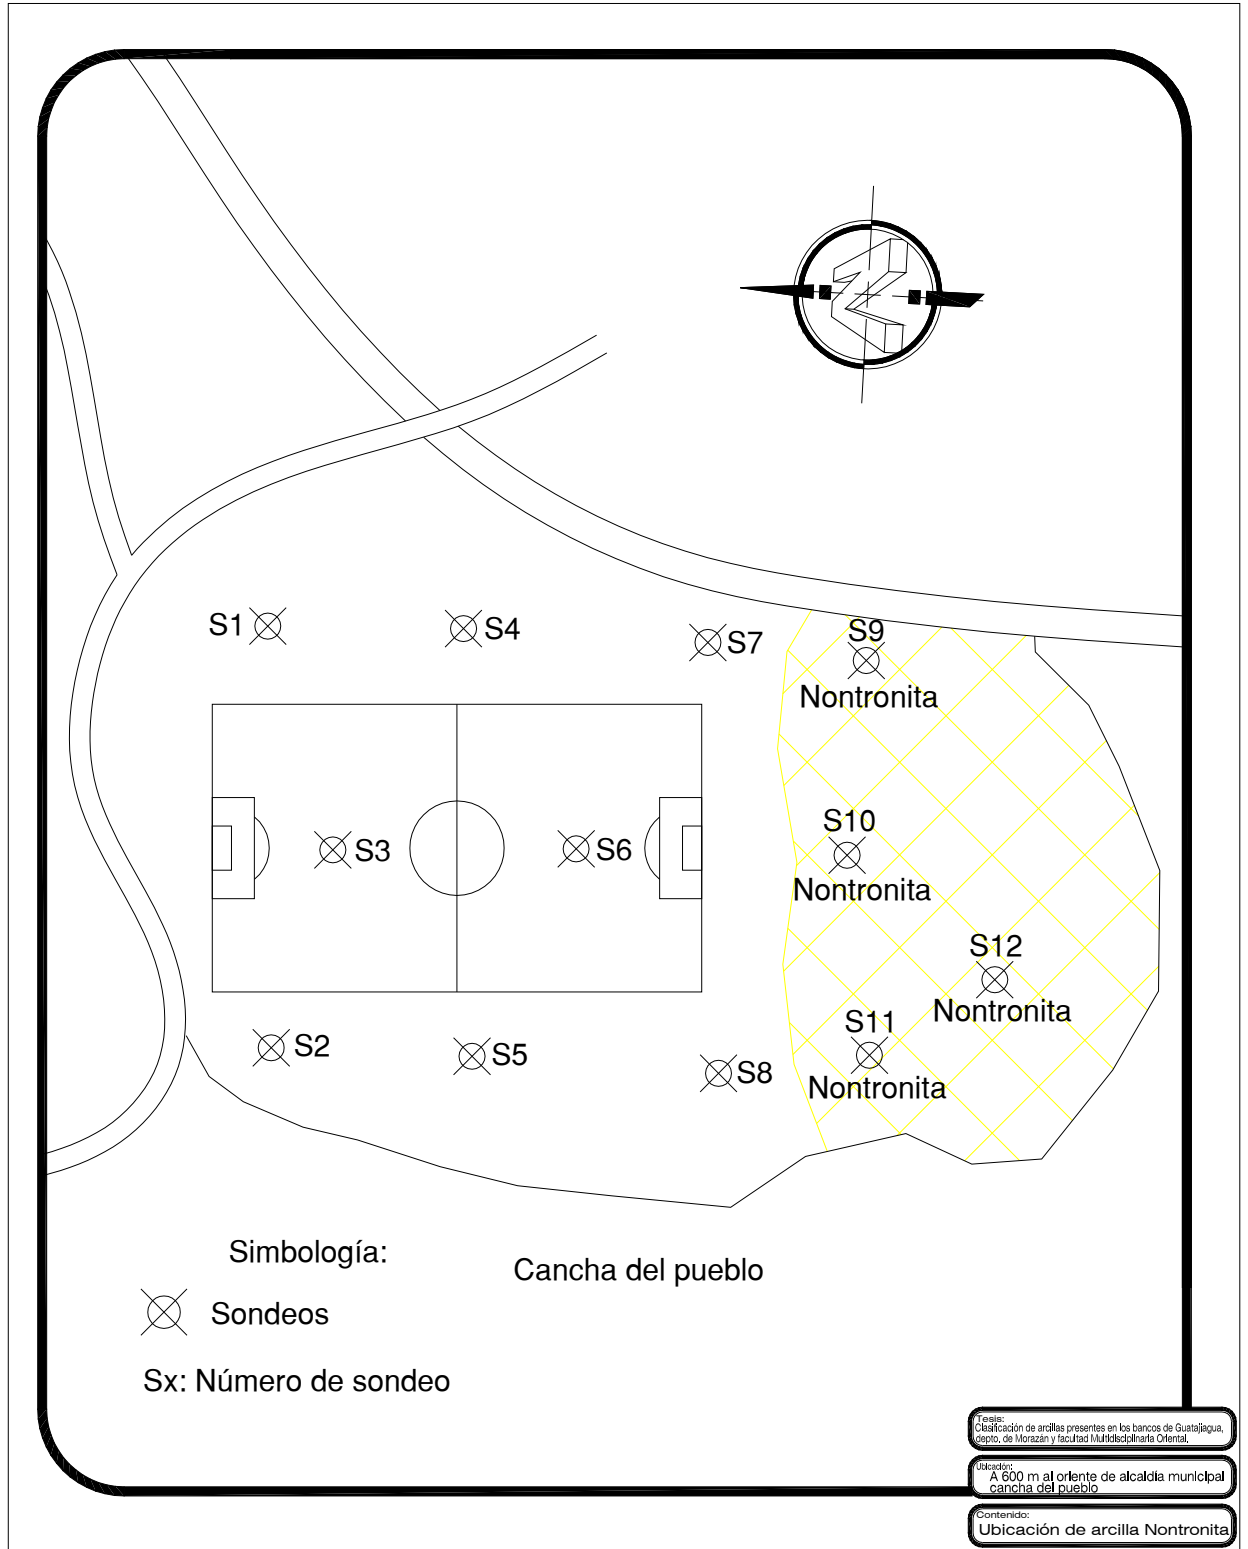 N
S1
S4
S7
S9
Nontronita
S3
S6
S10
Nontronita
S12
Nontronita
S2
S5
S8
S11
Nontronita
Simbología:
Cancha del pueblo
Sondeos
Sx: Número de sondeo
Tesis:
Clasificación de arcillas presentes en los bancos de Guatajiagua,
depto. de Morazán y facultad Multidisciplinaria Oriental.
Ubicación:
A 600 m al oriente de alcaldia municipal
cancha del pueblo
Contenido:
Ubicación de arcilla Nontronita